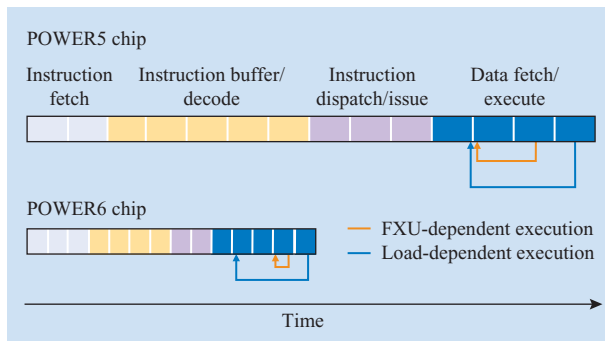 POWER5 chip
Instruction fetch
Instruction buffer/ decode
Instruction dispatch/issue
Data fetch/ execute
POWER6 chip
FXU-dependent execution
Load-dependent execution
Time